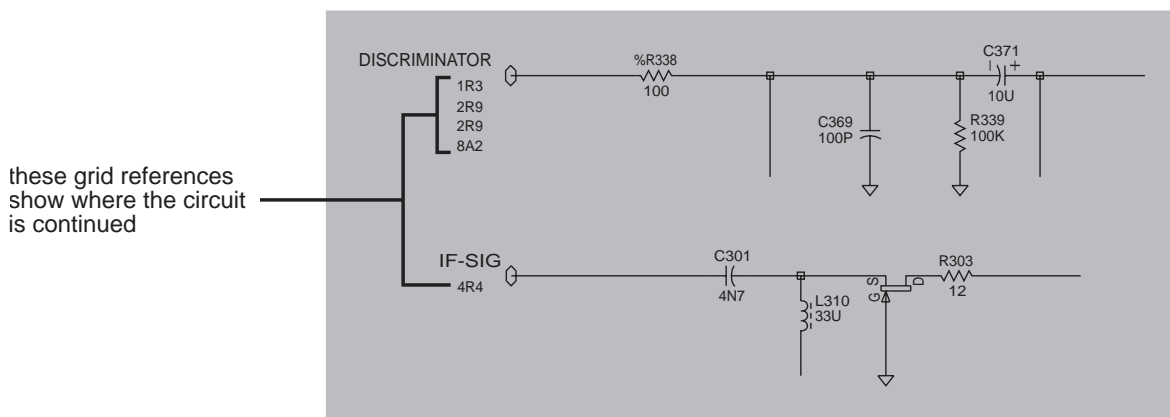 these grid references
show where the circuit
is continued
DISCRIMINATOR
1R3
2R9
2R9
8A2
%R338
100
C369
100P
R339
100K
C371
− +
10U
IF-SIG
4R4
C301
4N7
L310
33U
G S D
R303
12